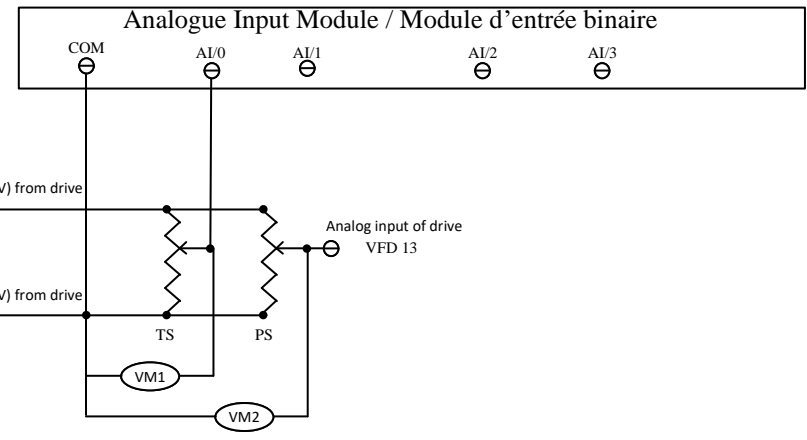 Analogue Input Module / Module d’entrée binaire
COM
AI/0
AI/1
AI/2
AI/3
V) from drive
Analog input of drive
VFD 13
V) from drive
TS
PS
VM1
VM2